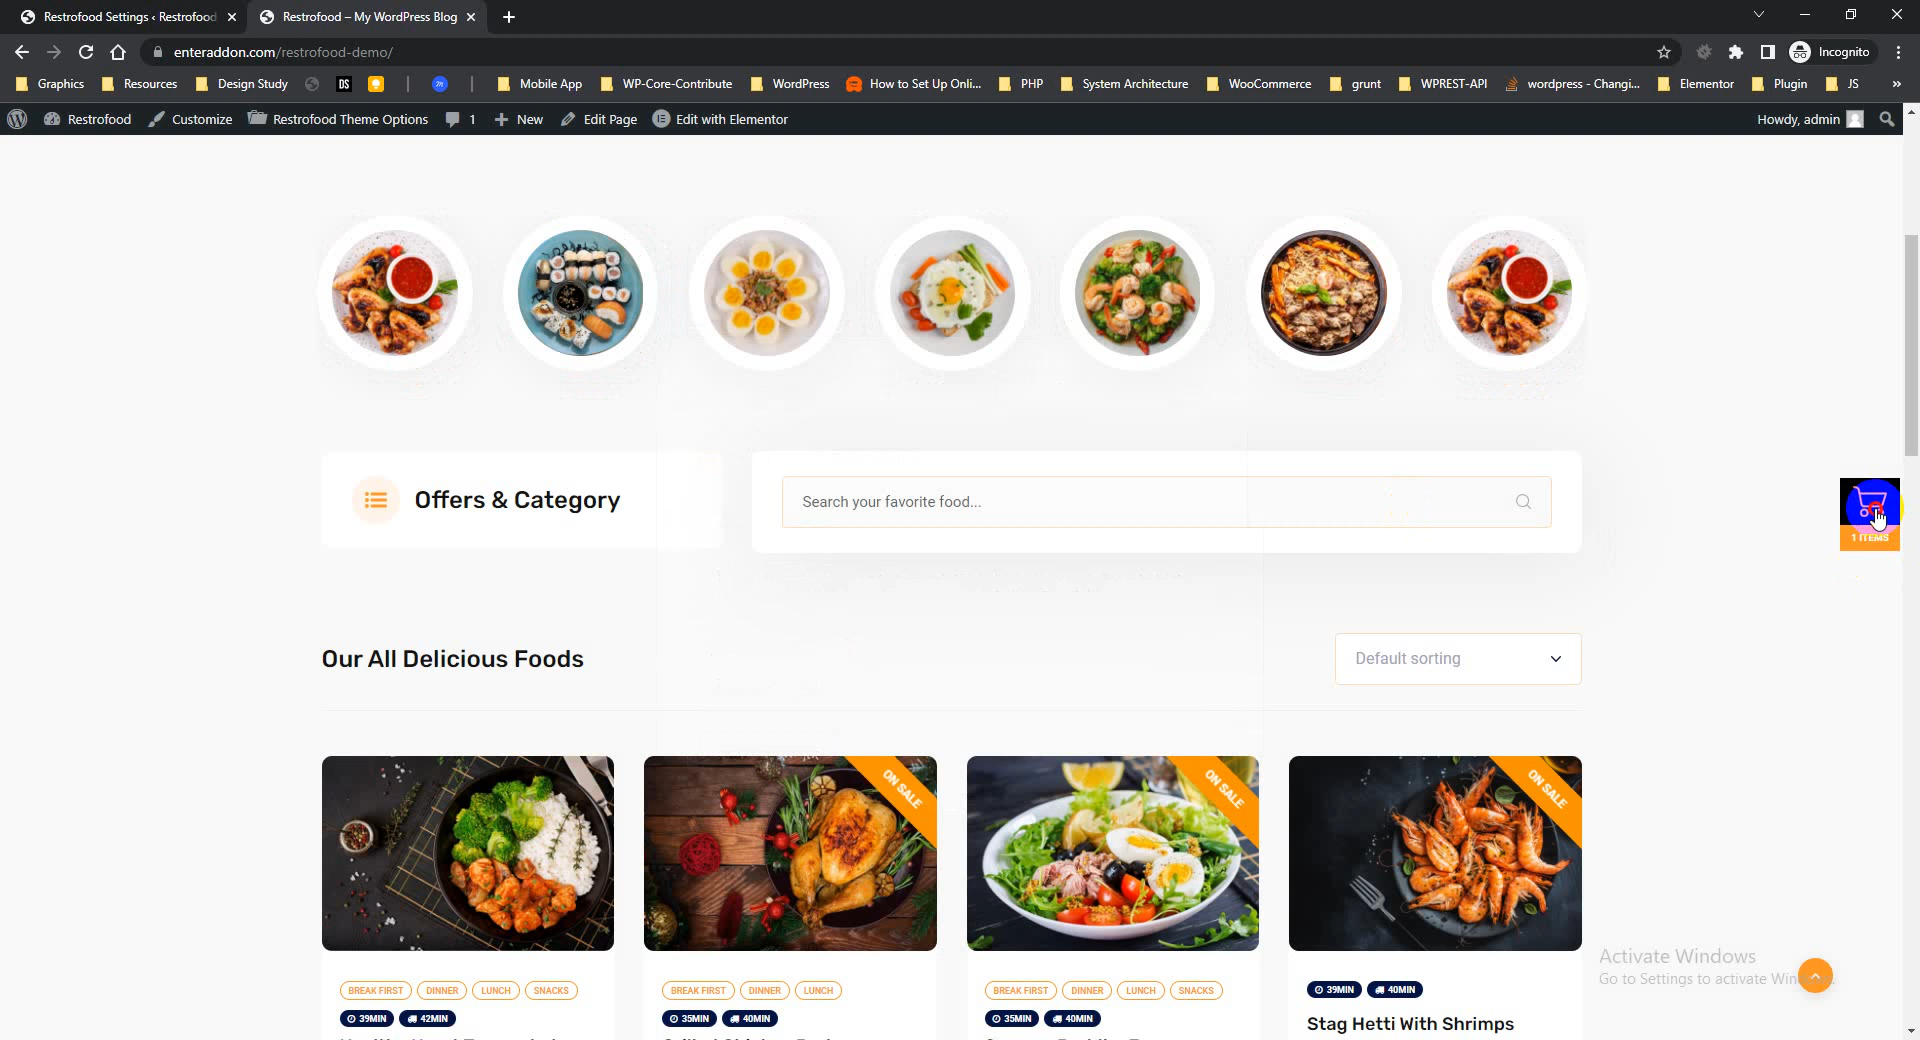 Restrofood Settings ‹ Restrofood
Restrofood – My WordPress Blog
enteraddon.com/restrofood-demo/
Incognito
Graphics
Resources
Design Study
DS
Mobile App
WP-Core-Contribute
WordPress
How to Set Up Onli...
PHP
System Architecture
WooCommerce
grunt
WPREST-API
wordpress - Changi...
Elementor
Plugin
JS
»
Restrofood
Customize
Restrofood Theme Options
1
New
Edit Page
Edit with Elementor
Howdy, admin
Offers & Category
Search your favorite food...
1 ITEMS
Our All Delicious Foods
Default sorting
ON SALE
ON SALE
ON SALE
BREAK FIRST DINNER LUNCH SNACKS
39MIN 42MIN
BREAK FIRST DINNER LUNCH
35MIN 40MIN
BREAK FIRST DINNER LUNCH SNACKS
35MIN 40MIN
39MIN 40MIN
Stag Hetti With Shrimps
Activate Windows
Go to Settings to activate Win